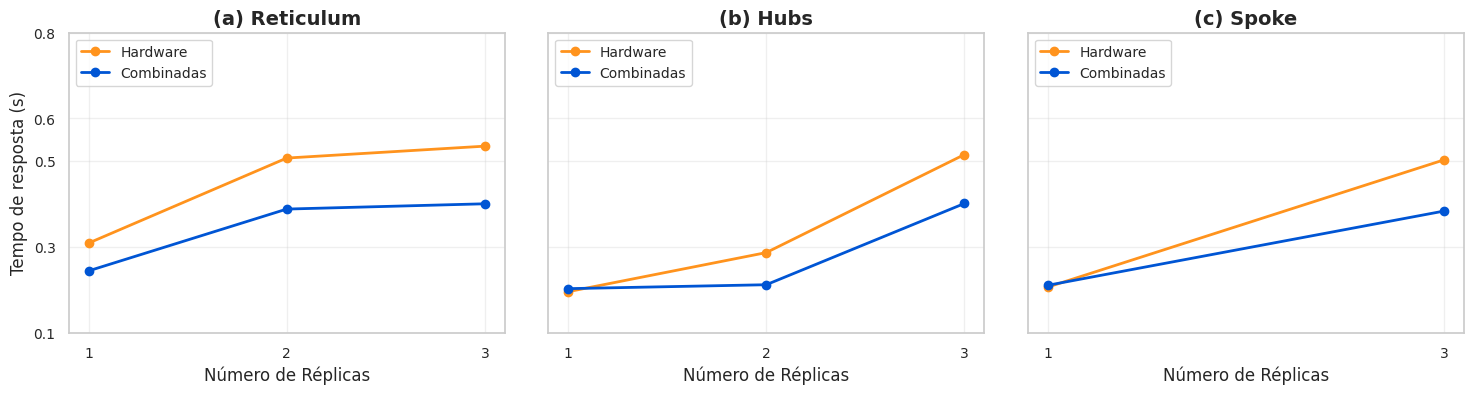 (a) Reticulum
Tempo de resposta (s)
0.8
0.6
0.5
0.3
0.1
Hardware
Combinadas
1 2 3
Número de Réplicas
(b) Hubs
Hardware
Combinadas
1 2 3
Número de Réplicas
(c) Spoke
Hardware
Combinadas
1 3
Número de Réplicas